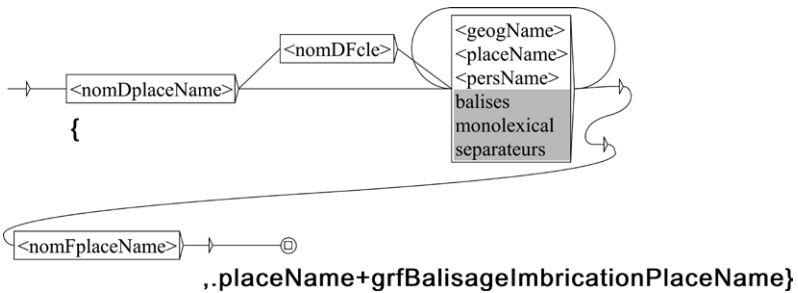 <nomDplaceName>
{
<nomDFcle>
<geogName>
<placeName>
<persName>
balises
monolexical
separateurs
<nomFplaceName>
,.placeName+grfBalisageImbricationPlaceName}